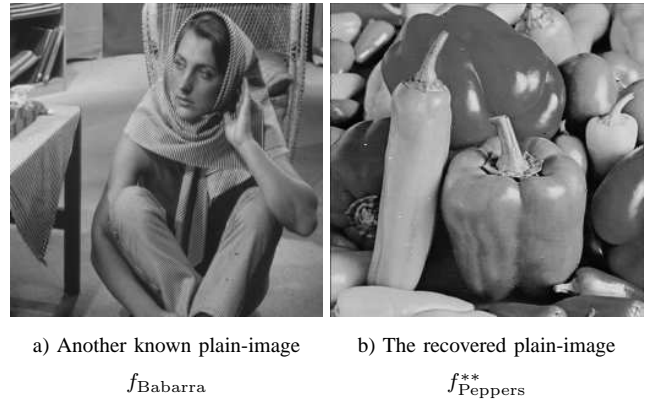 a) Another known plain-image
f_Babarra
b) The recovered plain-image
f^**_Peppers